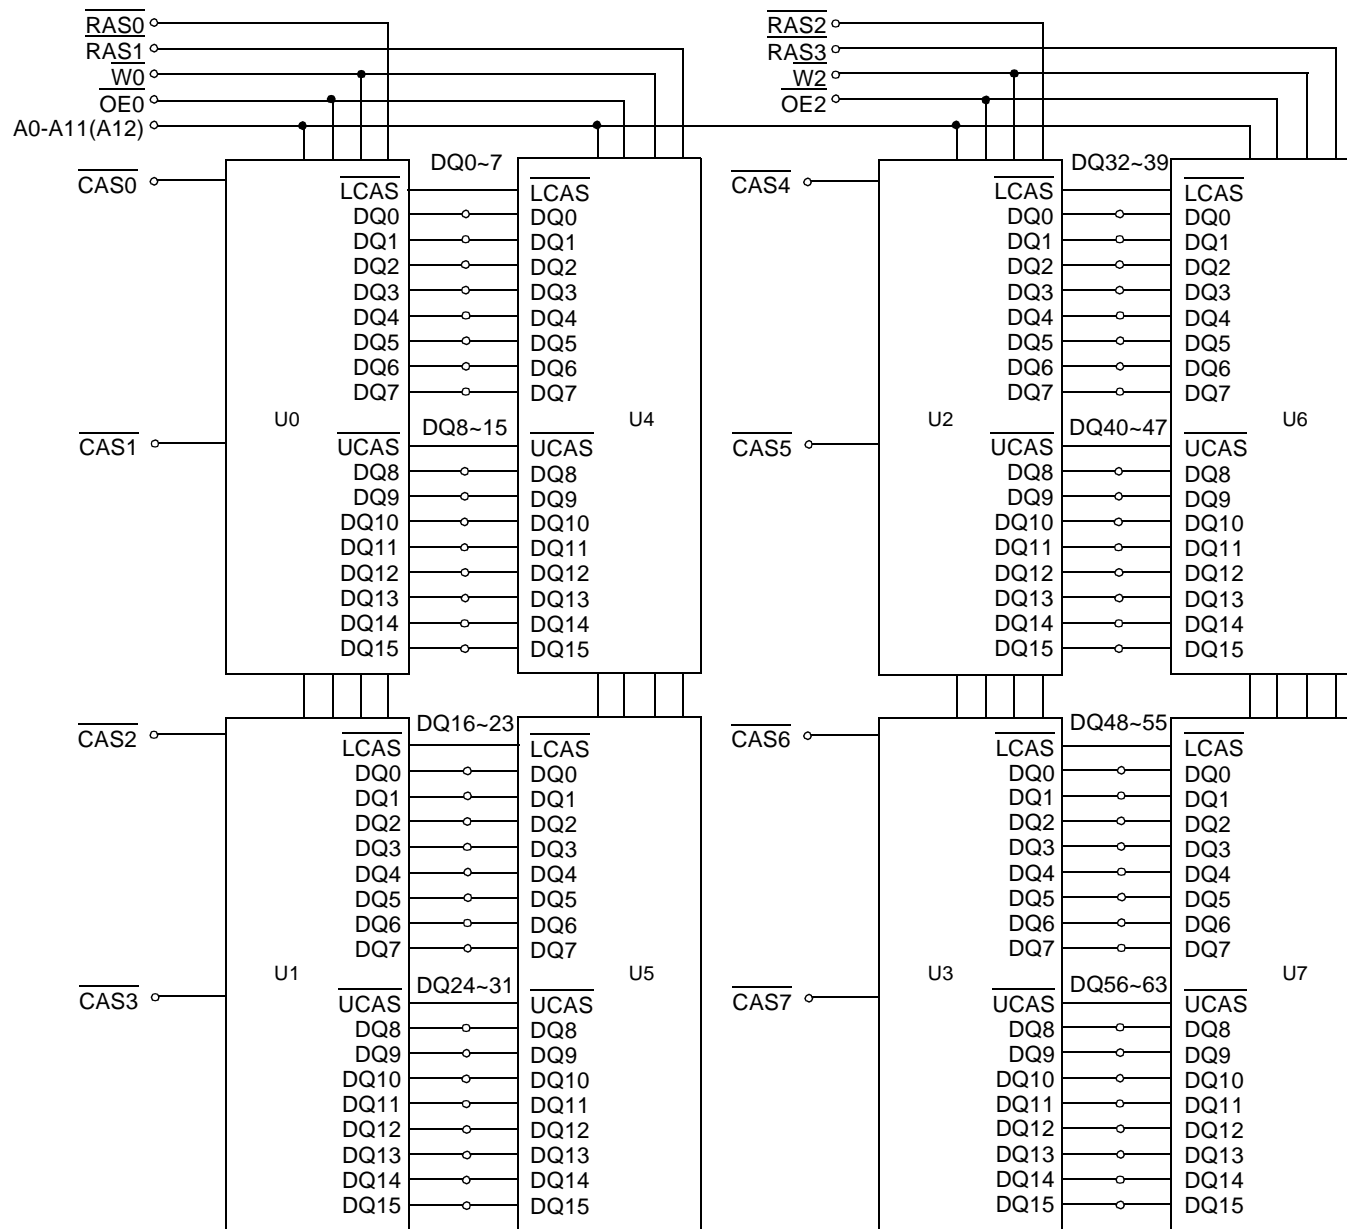 RAS0
RAS1
W0
OE0
A0-A11(A12)
RAS2
RAS3
W2
OE2
CAS0
CAS1
U0
LCAS
DQ0
DQ1
DQ2
DQ3
DQ4
DQ5
DQ6
DQ7
UCAS
DQ8
DQ9
DQ10
DQ11
DQ12
DQ13
DQ14
DQ15
DQ0~7
DQ8~15
LCAS
DQ0
DQ1
DQ2
DQ3
DQ4
DQ5
DQ6
DQ7
U4
UCAS
DQ8
DQ9
DQ10
DQ11
DQ12
DQ13
DQ14
DQ15
CAS4
CAS5
U2
LCAS
DQ0
DQ1
DQ2
DQ3
DQ4
DQ5
DQ6
DQ7
UCAS
DQ8
DQ9
DQ10
DQ11
DQ12
DQ13
DQ14
DQ15
DQ32~39
DQ40~47
LCAS
DQ0
DQ1
DQ2
DQ3
DQ4
DQ5
DQ6
DQ7
U6
UCAS
DQ8
DQ9
DQ10
DQ11
DQ12
DQ13
DQ14
DQ15
CAS2
CAS3
U1
LCAS
DQ0
DQ1
DQ2
DQ3
DQ4
DQ5
DQ6
DQ7
UCAS
DQ8
DQ9
DQ10
DQ11
DQ12
DQ13
DQ14
DQ15
DQ16~23
DQ24~31
LCAS
DQ0
DQ1
DQ2
DQ3
DQ4
DQ5
DQ6
DQ7
U5
UCAS
DQ8
DQ9
DQ10
DQ11
DQ12
DQ13
DQ14
DQ15
CAS6
CAS7
U3
LCAS
DQ0
DQ1
DQ2
DQ3
DQ4
DQ5
DQ6
DQ7
UCAS
DQ8
DQ9
DQ10
DQ11
DQ12
DQ13
DQ14
DQ15
DQ48~55
DQ56~63
LCAS
DQ0
DQ1
DQ2
DQ3
DQ4
DQ5
DQ6
DQ7
U7
UCAS
DQ8
DQ9
DQ10
DQ11
DQ12
DQ13
DQ14
DQ15